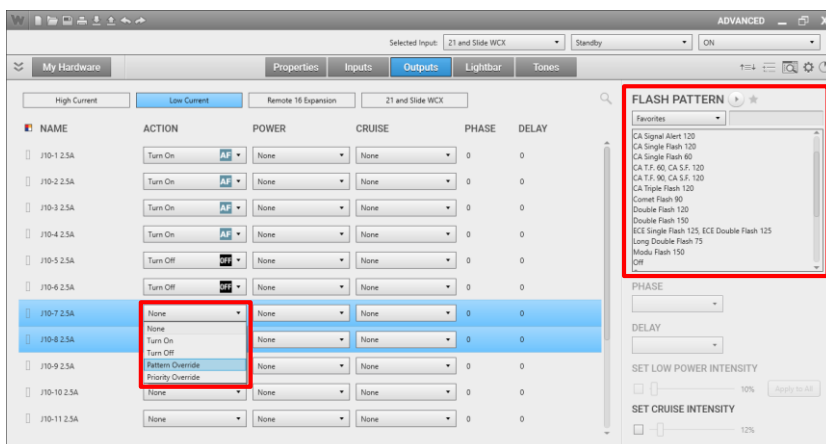 W
ADVANCED
Selected Input: 21 and Slide WCX Standby ON
My Hardware Properties Inputs Outputs Lightbar Tones
High Current Low Current Remote 16 Expansion 21 and Slide WCX
NAME ACTION POWER CRUISE PHASE DELAY
J10-1 2.5A Turn On AF None None 0 0
J10-2 2.5A Turn On AF None None 0 0
J10-3 2.5A Turn On AF None None 0 0
J10-4 2.5A Turn On AF None None 0 0
J10-5 2.5A Turn Off OFF None None 0 0
J10-6 2.5A Turn Off OFF None None 0 0
J10-7 2.5A None None None 0 0
None
Turn On
Turn Off
Pattern Override
Priority Override
J10-8 2.5A None None 0 0
J10-9 2.5A None None 0 0
J10-10 2.5A None None None 0 0
J10-11 2.5A None None None 0 0
FLASH PATTERN
Favorites
CA Signal Alert 120
CA Single Flash 120
CA Single Flash 60
CA T.F. 60, CA S.F. 120
CA T.F. 90, CA S.F. 120
CA Triple Flash 120
Comet Flash 90
Double Flash 120
Double Flash 150
ECE Single Flash 125, ECE Double Flash 125
Long Double Flash 75
Modu Flash 150
Off
PHASE
DELAY
SET LOW POWER INTENSITY
10% Apply to All
SET CRUISE INTENSITY
12%